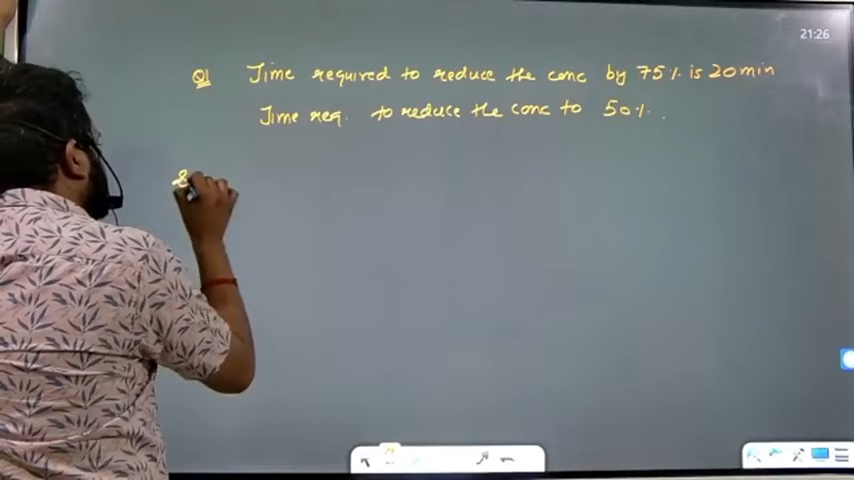 21:26
Q1 Time required to reduce the conc by 75% is 20 min
Time req. to reduce the conc to 50%.